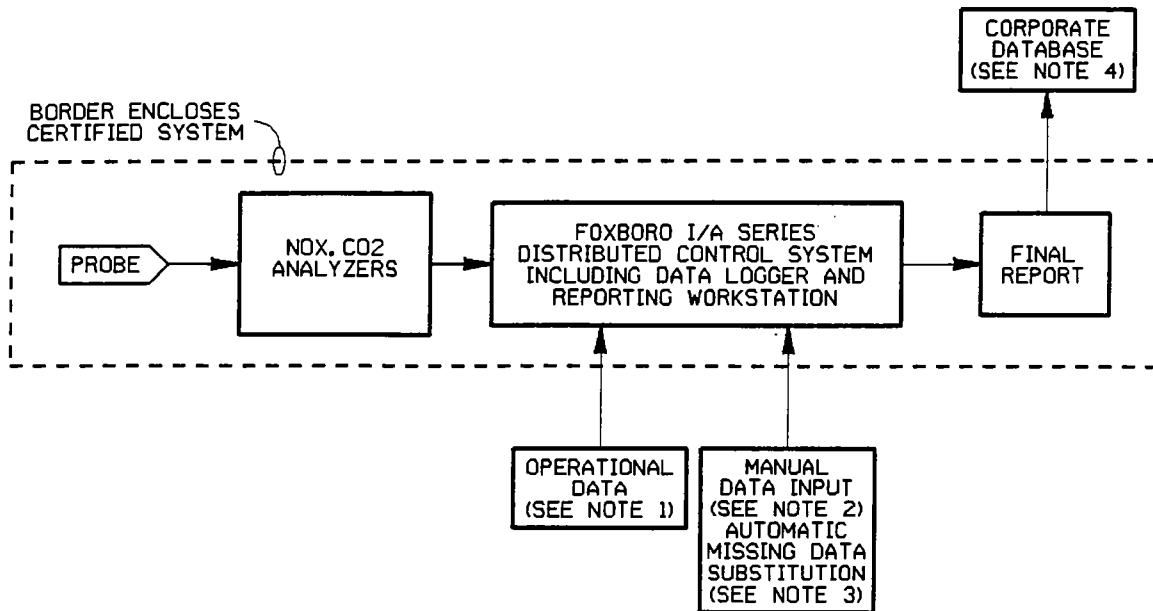 CORPORATE
DATABASE
(SEE NOTE 4)
BORDER ENCLOSES
CERTIFIED SYSTEM
PROBE
NOX.CO2
ANALYZERS
FOXBORO I/A SERIES
DISTRIBUTED CONTROL SYSTEM
INCLUDING DATA LOGGER AND
REPORTING WORKSTATION
FINAL
REPORT
OPERATIONAL
DATA
(SEE NOTE 1)
MANUAL
DATA INPUT
(SEE NOTE 2)
AUTOMATIC
MISSING DATA
SUBSTITUTION
(SEE NOTE 3)